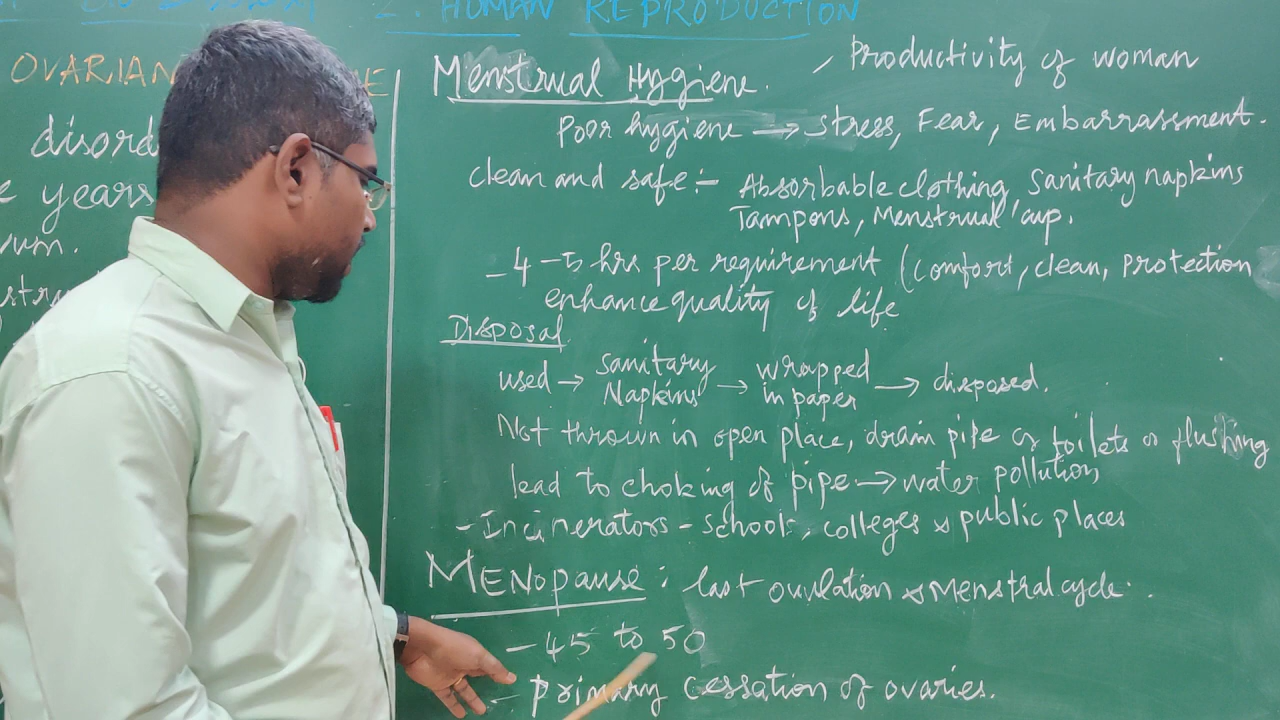 2. HUMAN REPRODUCTION
OVARIAN
disord
years
Menstrual Hygiene.
Productivity of woman
Poor hygiene → Stress, Fear, Embarrassment.
clean and safe:- Absorbable clothing, Sanitary napkins
Tampons, Menstrual cup.
- 4-5 hrs per requirement (Comfort, clean, Protection
enhance quality of life
Disposal
used → sanitary Napkins → wrapped in paper → disposed.
Not thrown in open place, drain pipe or toilets or flushing
lead to choking of pipe → water pollution,
- Incinerators - Schools, colleges & public places
MENopause: last ovulation & Menstral cycle.
- 45 to 50
- Primary cessation of ovaries.